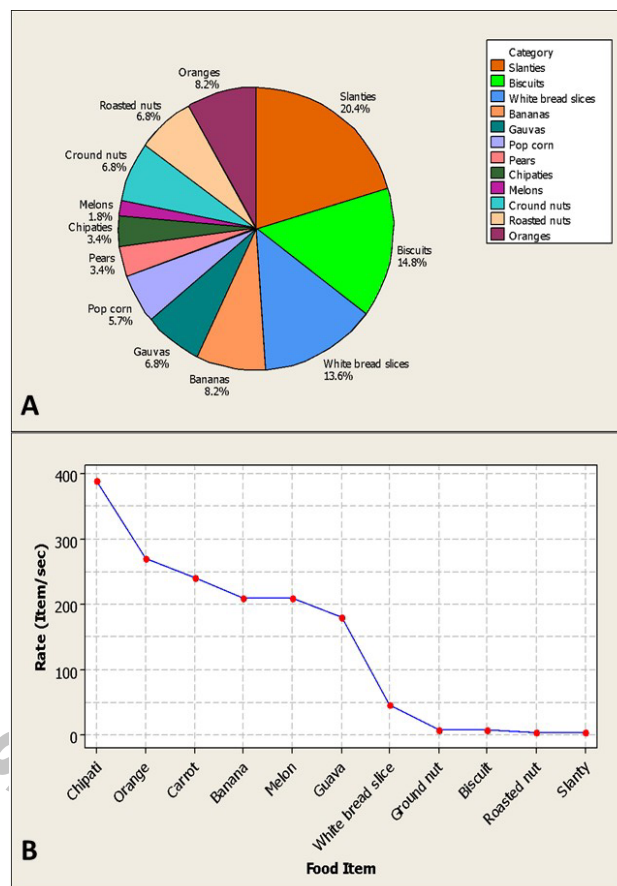 Category
Slanties
Biscuits
White bread slices
Bananas
Gauvas
Pop corn
Pears
Chipaties
Melons
Cround nuts
Roasted nuts
Oranges
Oranges
8.2%
Slanties
20.4%
Roasted nuts
6.8%
Cround nuts
6.8%
Melons
1.8%
Chipaties
3.4%
Pears
3.4%
Pop corn
5.7%
Gauvas
6.8%
Bananas
8.2%
White bread slices
13.6%
Biscuits
14.8%
A
400
300
200
100
0
Rate (Item/sec)
Chipati
Orange
Carrot
Banana
Melon
Guava
White bread slice
Ground nut
Biscuit
Roasted nut
Slanty
Food Item
B